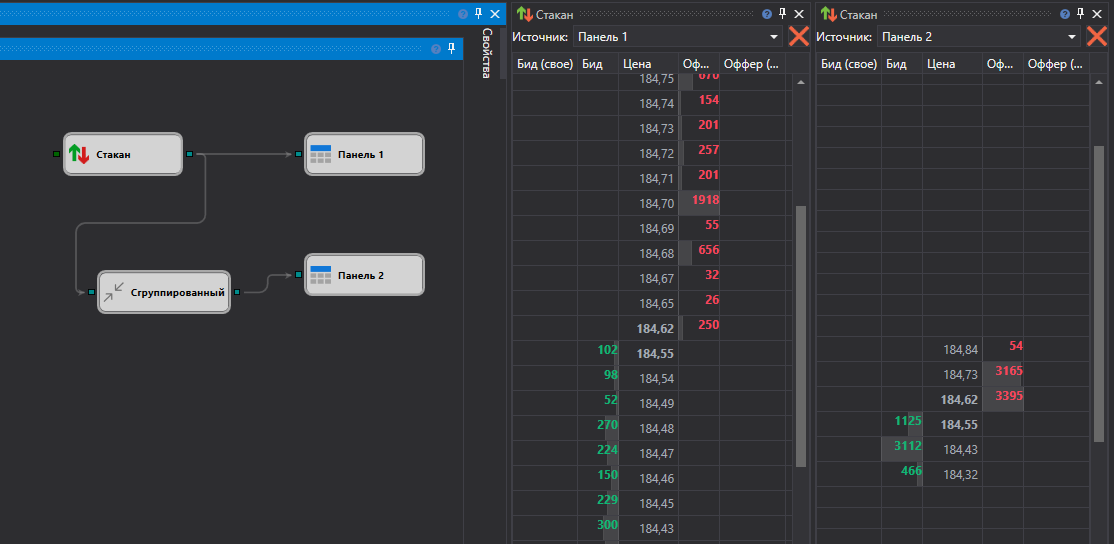 Свойства
Стакан
Панель 1
Сгруппированный
Панель 2
Стакан
Источник: Панель 1
Бид (свое) Бид Цена Оф... Оффер (...
184,75 670
184,74 154
184,73 201
184,72 257
184,71 201
184,70 1918
184,69 55
184,68 656
184,67 32
184,65 26
184,62 250
102 184,55
98 184,54
52 184,49
270 184,48
224 184,47
150 184,46
229 184,45
300 184,43
Стакан
Источник: Панель 2
Бид (свое) Бид Цена Оф... Оффер (...
184,84 54
184,73 3165
184,62 3395
1125 184,55
3112 184,43
466 184,32